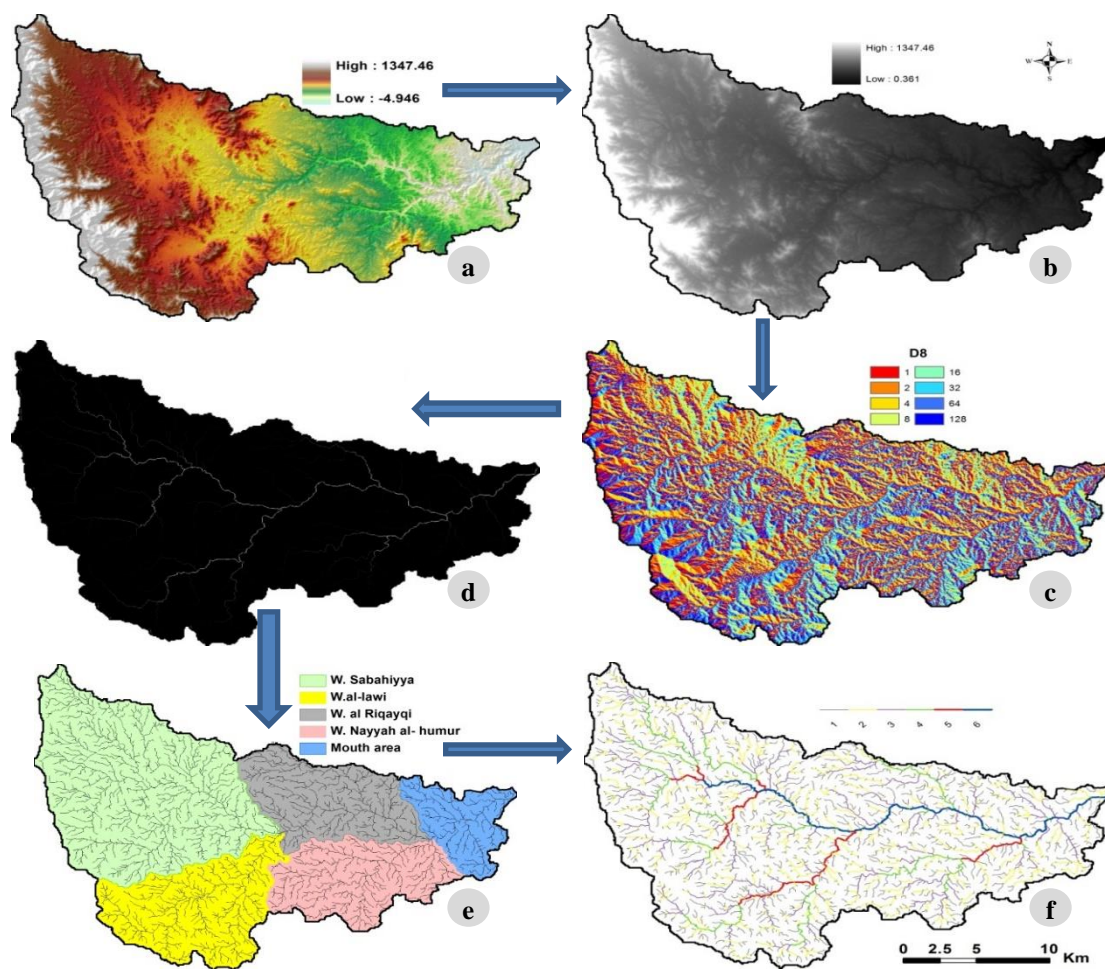 High : 1347.46
Low : -4.946
a
High : 1347.46
Low : 0.361
N
W E
S
b
D8
1 16
2 32
4 64
8 128
c
d
W. Sabahiyya
W.al-lawi
W. al Riqayqi
W. Nayyah al- humur
Mouth area
e
1 2 3 4 5 6
f
0 2.5 5 10
Km